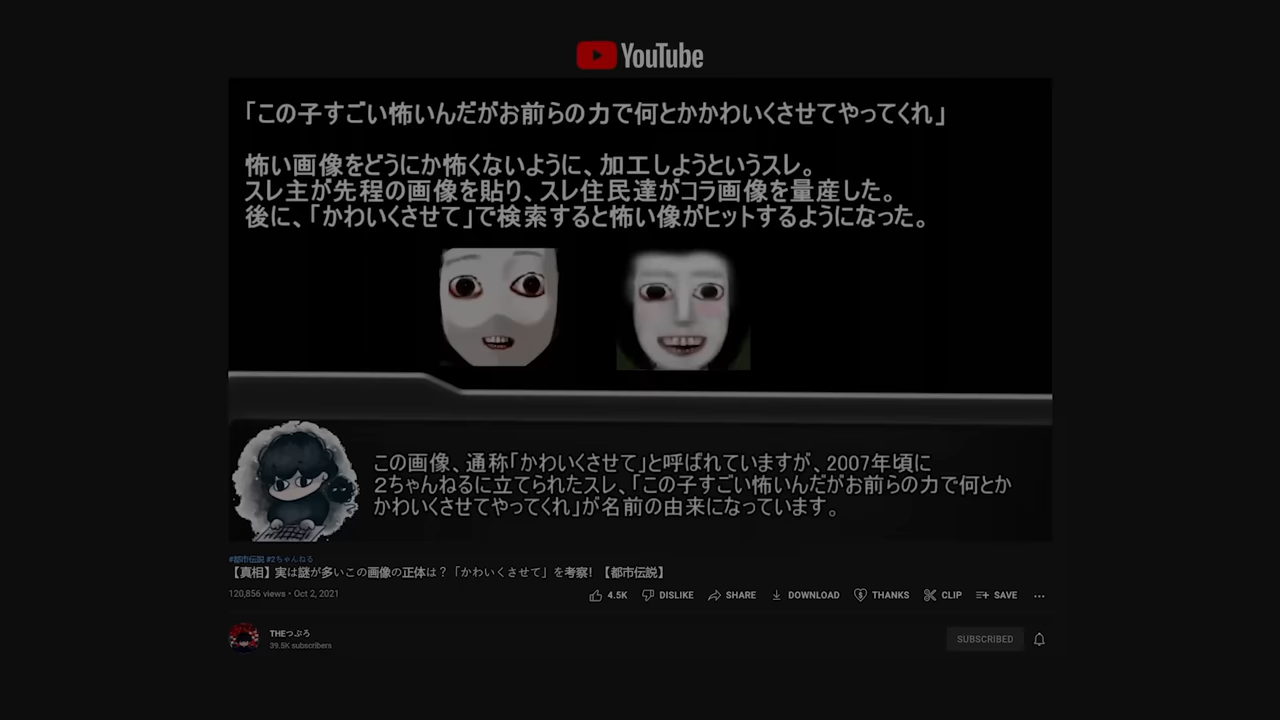 YouTube
「この子すごい怖いんだがお前らの力で何とかかわいくさせてやってくれ」
怖い画像をどうにか怖くないように、加工しようというスレ。
スレ主が先程の画像を貼り、スレ住民達がコラ画像を量産した。
後に、「かわいくさせて」で検索すると怖い像がヒットするようになった。
この画像、通称「かわいくさせて」と呼ばれていますが、2007年頃に
２ちゃんねるに立てられたスレ、「この子すごい怖いんだがお前らの力で何とか
かわいくさせてやってくれ」が名前の由来になっています。
#都市伝説 #2ちゃんねる
【真相】実は謎が多いこの画像の正体は？「かわいくさせて」を考察！【都市伝説】
120,856 views • Oct 2, 2021
4.5K DISLIKE SHARE DOWNLOAD THANKS CLIP SAVE ...
THEつぶろ
39.5K subscribers
SUBSCRIBED